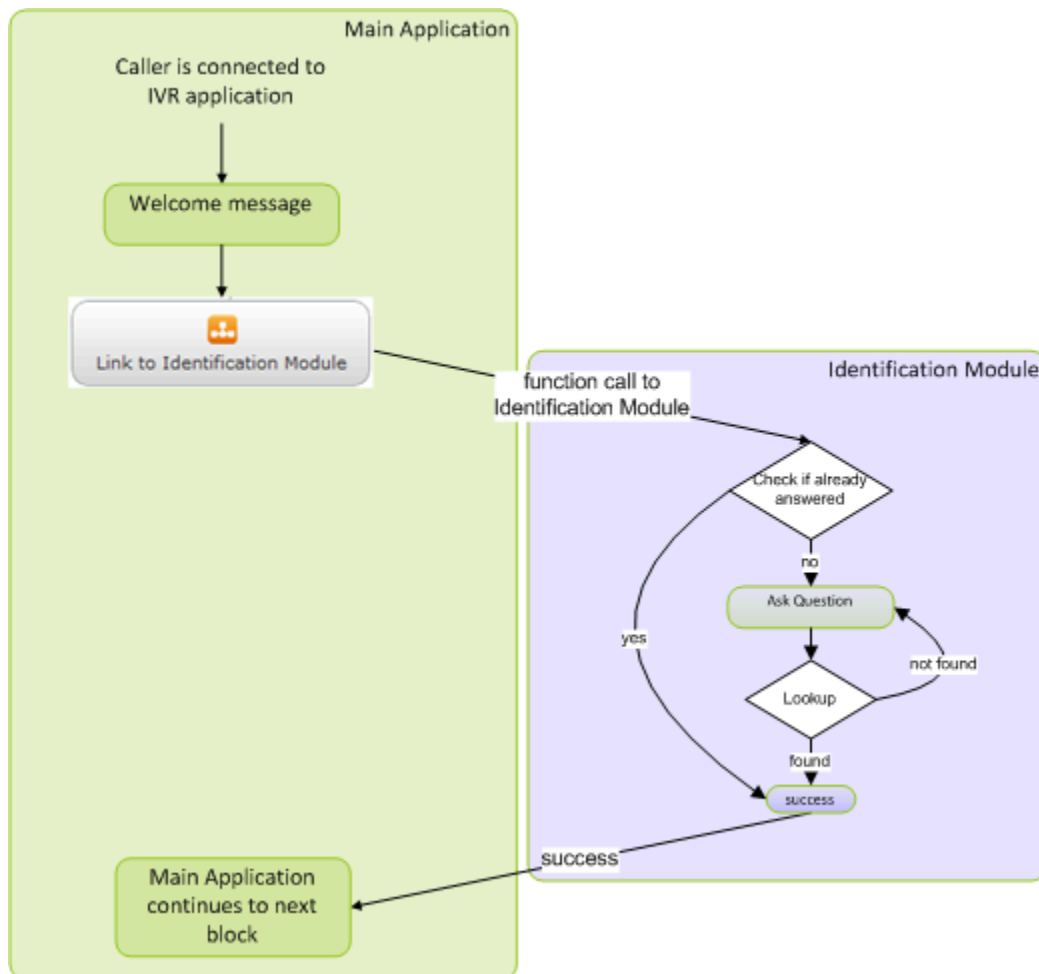 Main Application
Caller is connected to
IVR application
Welcome message
Link to Identification Module
function call to
Identification Module
Identification Module
Check if already
answered
no
Ask Question
yes
not found
Lookup
found
success
success
Main Application
continues to next
block